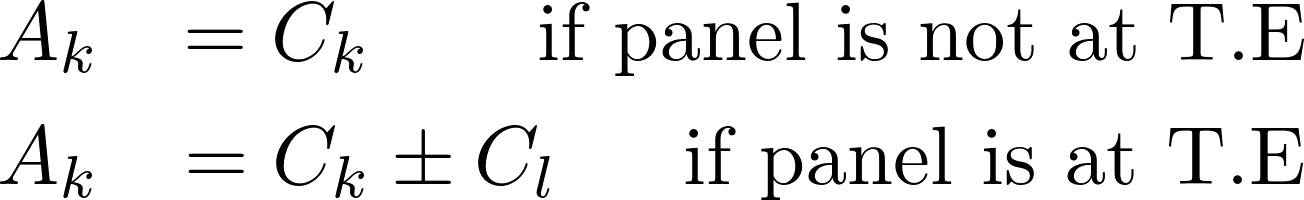 A_k = C_k if panel is not at T.E
A_k = C_k ± C_l if panel is at T.E